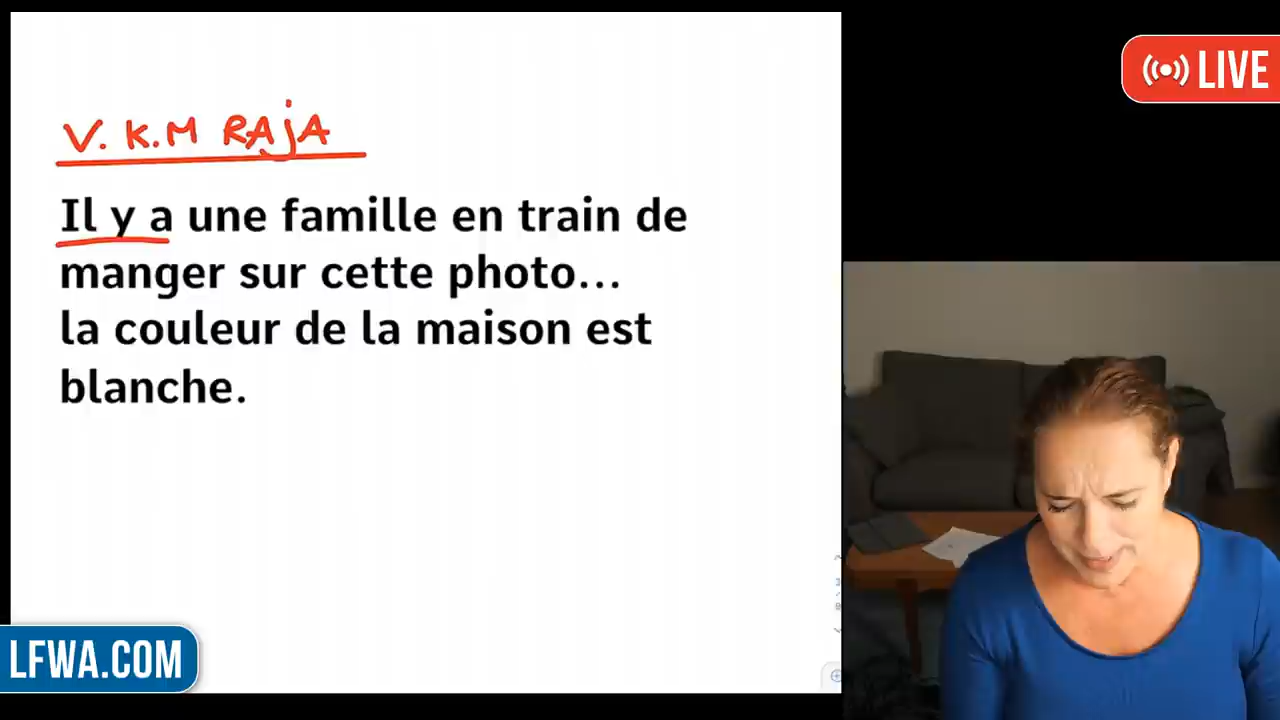 V. K.M RAjA
Il y a une famille en train de
manger sur cette photo...
la couleur de la maison est
blanche.
LIVE
LFWA.COM